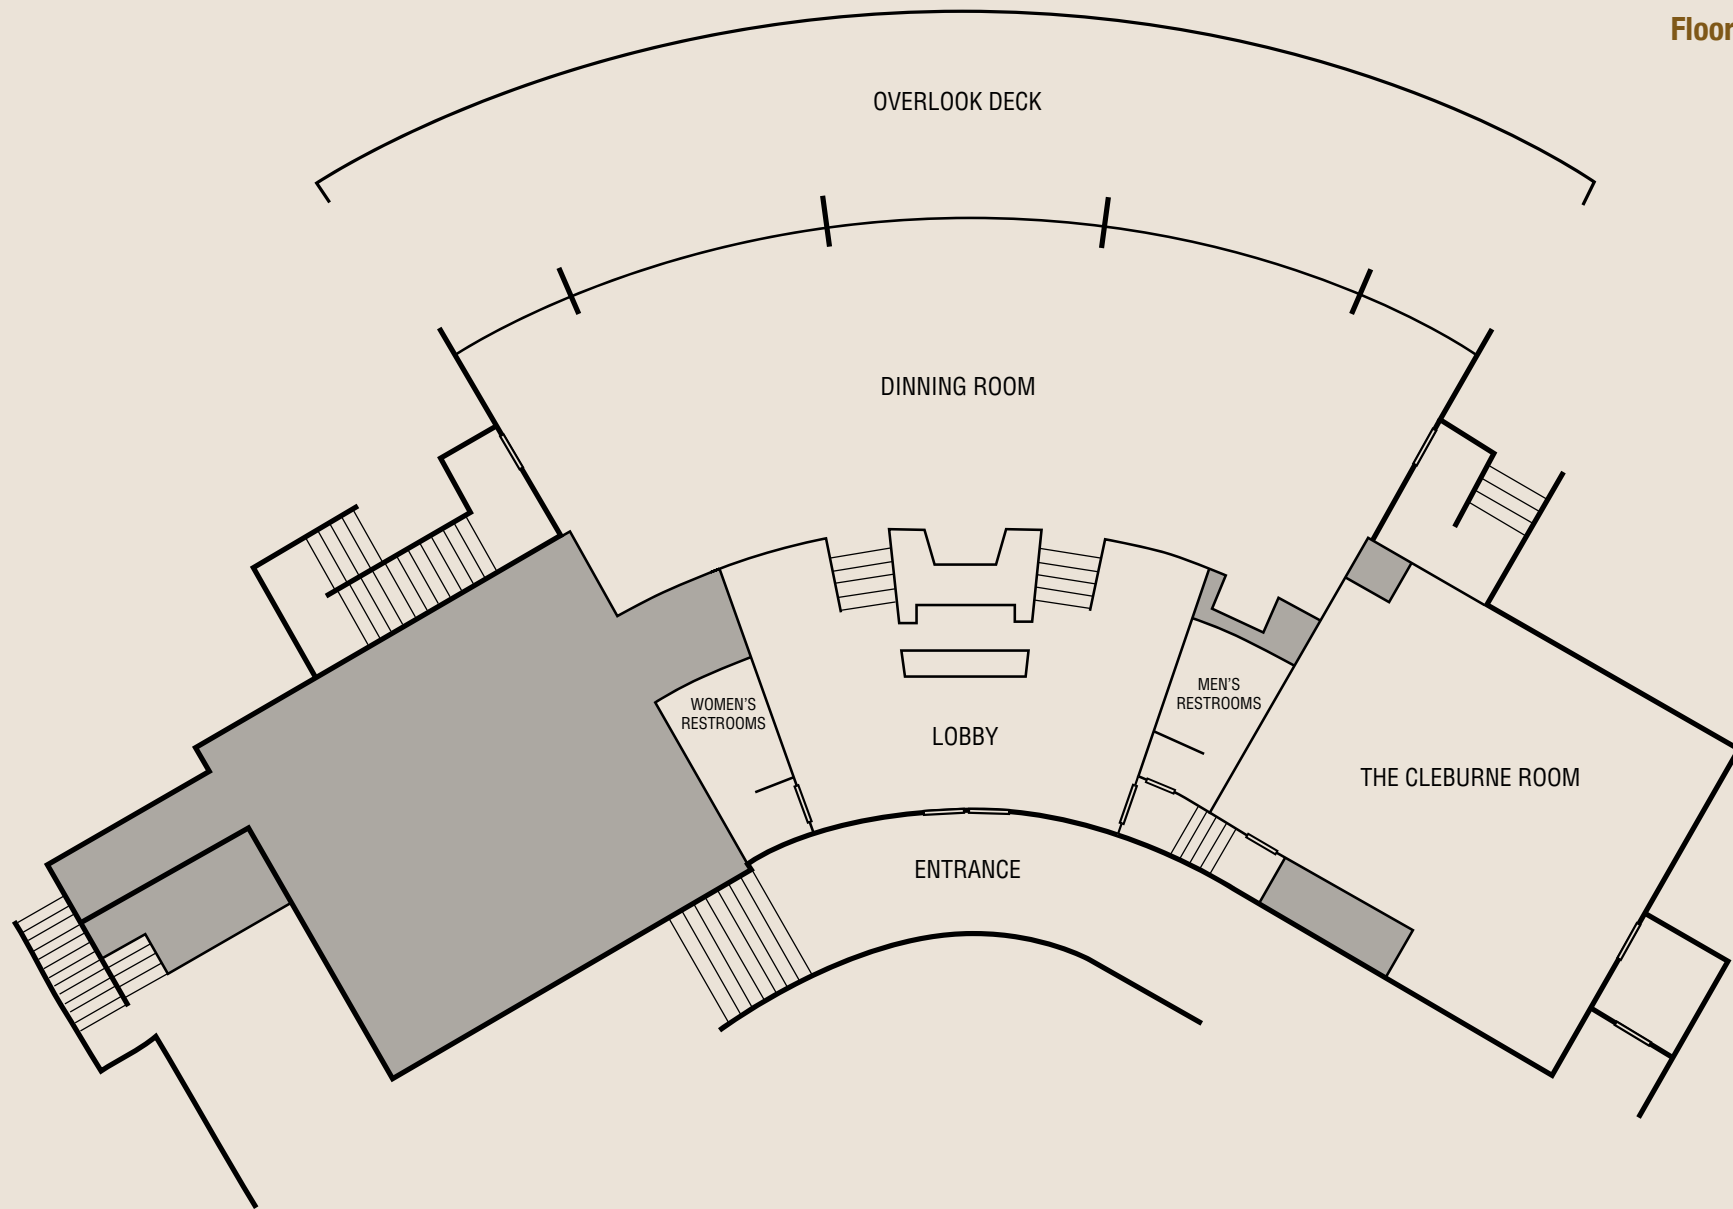 Floor
OVERLOOK DECK
DINNING ROOM
WOMEN'S
RESTROOMS
MEN'S
RESTROOMS
LOBBY
THE CLEBURNE ROOM
ENTRANCE